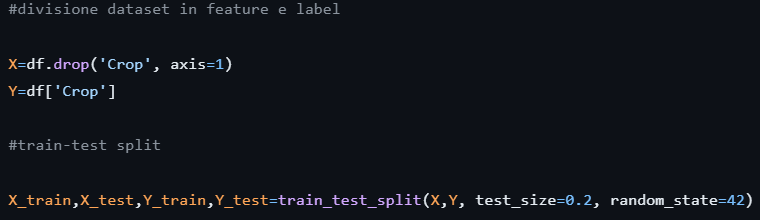 #divisione dataset in feature e label
X=df.drop('Crop', axis=1)
Y=df['Crop']
#train-test split
X_train,X_test,Y_train,Y_test=train_test_split(X,Y, test_size=0.2, random_state=42)